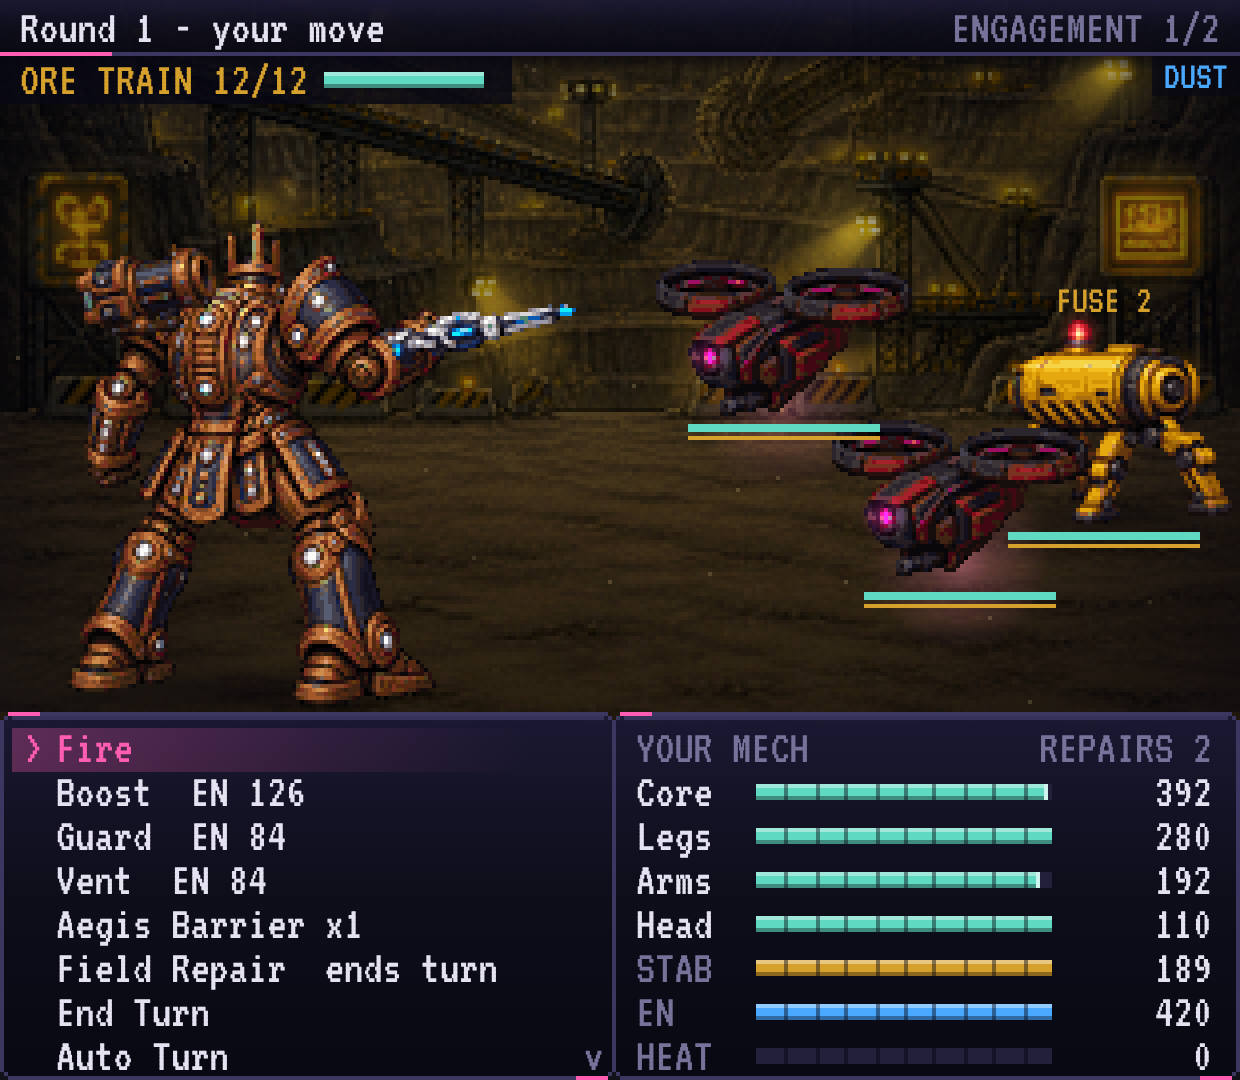 Round 1 - your move
ENGAGEMENT 1/2
ORE TRAIN 12/12
DUST
FUSE 2
> Fire
Boost EN 126
Guard EN 84
Vent EN 84
Aegis Barrier x1
Field Repair ends turn
End Turn
Auto Turn v
YOUR MECH REPAIRS 2
Core 392
Legs 280
Arms 192
Head 110
STAB 189
EN 420
HEAT 0